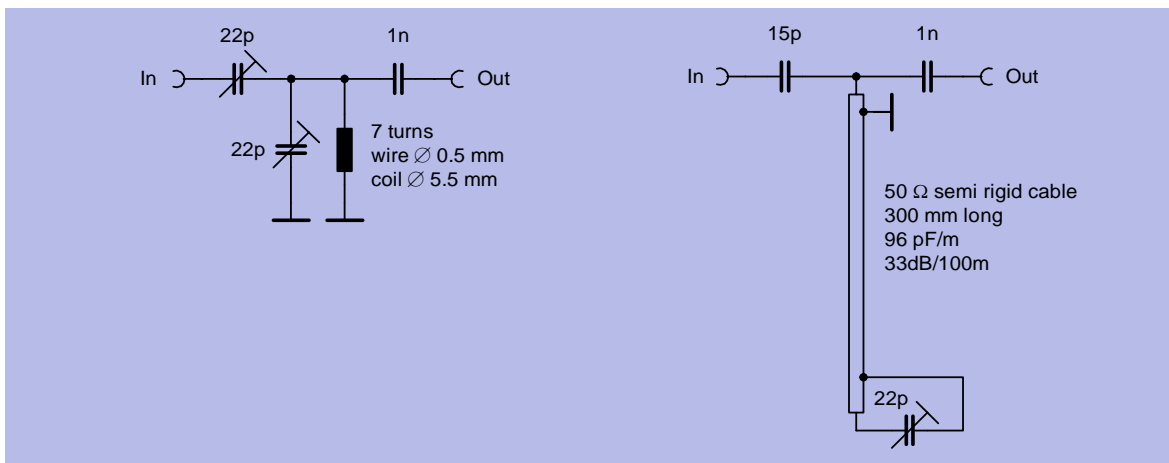 22p
1n
In
Out
22p
7 turns
wire ∅ 0.5 mm
coil ∅ 5.5 mm
15p
1n
In
Out
50 Ω semi rigid cable
300 mm long
96 pF/m
33dB/100m
22p